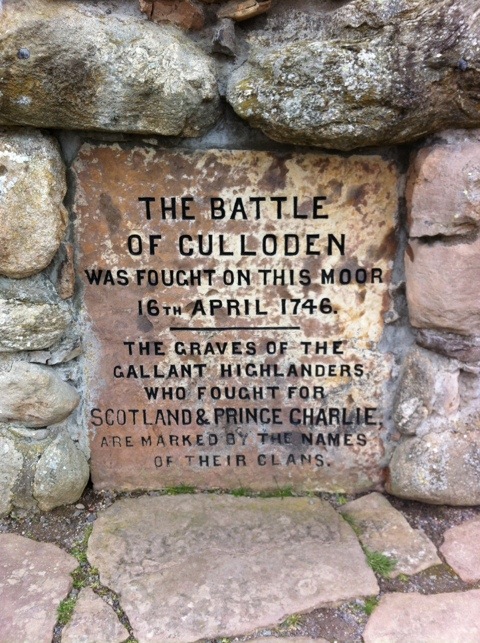 THE BATTLE
OF CULLODEN
WAS FOUGHT ON THIS MOOR
16TH APRIL 1746.
THE GRAVES OF THE
GALLANT HIGHLANDERS,
WHO FOUGHT FOR
SCOTLAND & PRINCE CHARLIE,
ARE MARKED BY THE NAMES
OF THEIR CLANS.